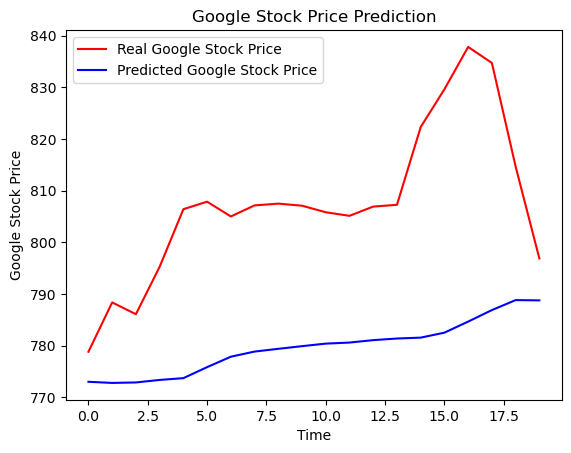 Google Stock Price Prediction
Real Google Stock Price
Predicted Google Stock Price
Google Stock Price
840
830
820
810
800
790
780
770
0.0 2.5 5.0 7.5 10.0 12.5 15.0 17.5
Time